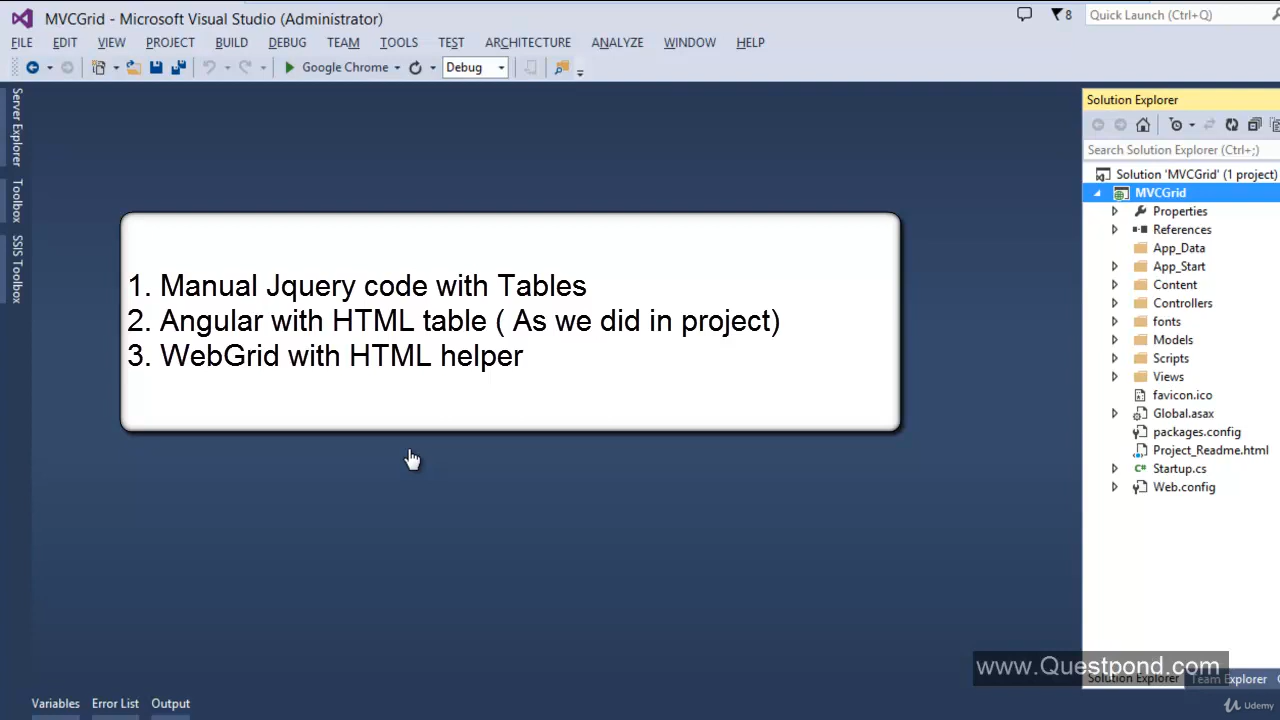 MVCGrid - Microsoft Visual Studio (Administrator)
8
Quick Launch (Ctrl+Q)
FILE EDIT VIEW PROJECT BUILD DEBUG TEAM TOOLS TEST ARCHITECTURE ANALYZE WINDOW HELP
Google Chrome
Debug
Server Explorer
Toolbox
SSIS Toolbox
1. Manual Jquery code with Tables
2. Angular with HTML table ( As we did in project)
3. WebGrid with HTML helper
Solution Explorer
Search Solution Explorer (Ctrl+;)
Solution 'MVCGrid' (1 project)
MVCGrid
Properties
References
App_Data
App_Start
Content
Controllers
fonts
Models
Scripts
Views
favicon.ico
Global.asax
packages.config
Project_Readme.html
C# Startup.cs
Web.config
www.Questpond.com
Solution Explorer Team Explorer
Variables Error List Output
Udemy